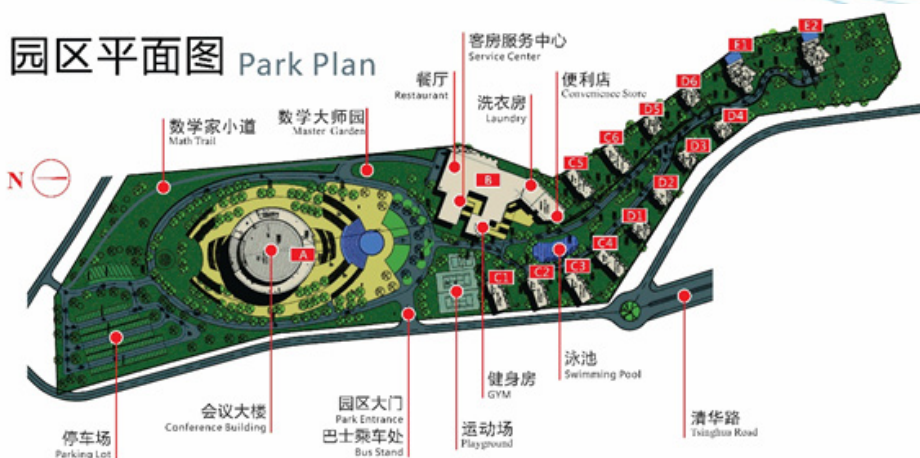 园区平面图 Park Plan
客房服务中心
Service Center
餐厅
Restaurant
洗衣房
Laundry
便利店
Convenience Store
数学家小道
Math Trail
数学大师园
Master Garden
N
E1
E2
D6
D5
D4
C6
D3
C5
D2
B
D1
C4
A
C1
C2
C3
泳池
Swimming Pool
健身房
GYM
会议大楼
Conference Building
园区大门
Park Entrance
巴士乘车处
Bus Stand
运动场
Playground
清华路
Tsinghua Road
停车场
Parking Lot